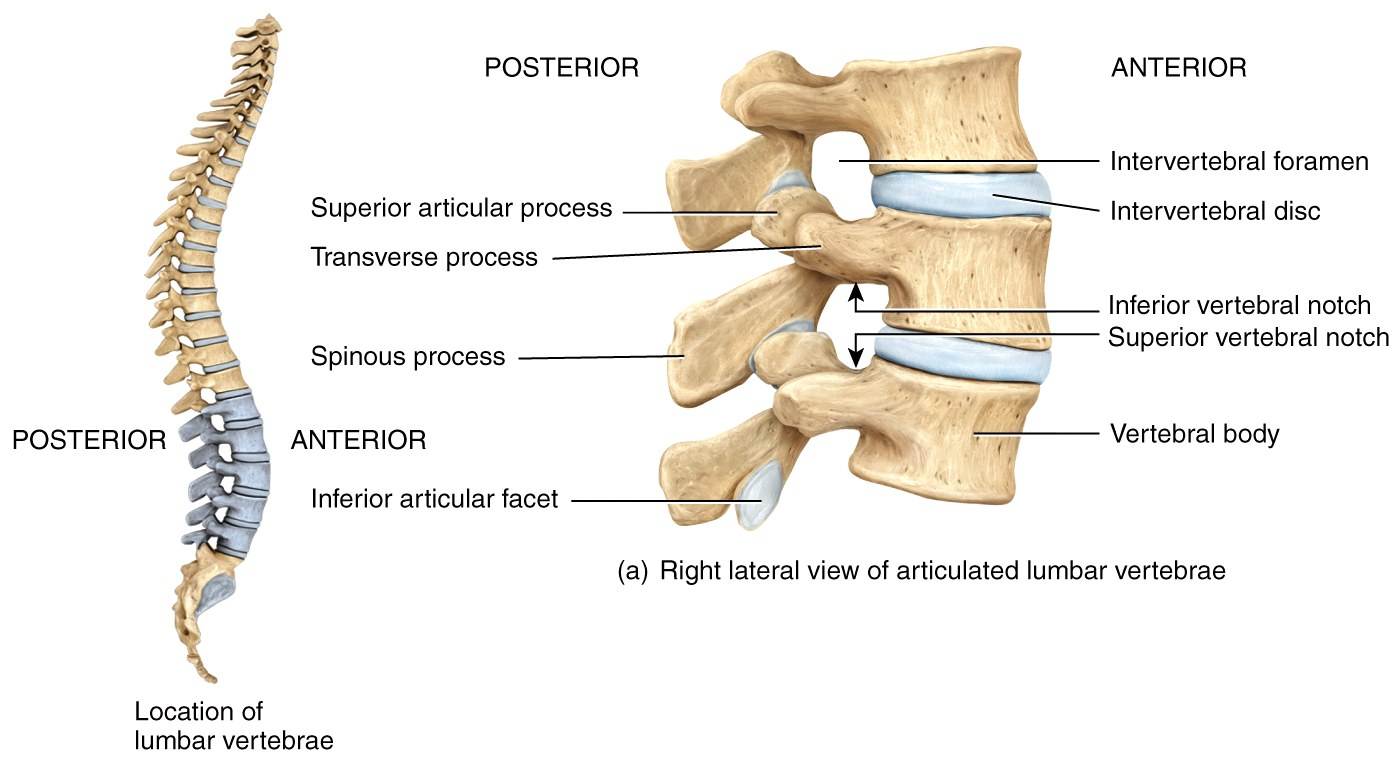 POSTERIOR
ANTERIOR
Intervertebral foramen
Intervertebral disc
Superior articular process
Transverse process
Inferior vertebral notch
Superior vertebral notch
Spinous process
Vertebral body
POSTERIOR
ANTERIOR
Inferior articular facet
(a) Right lateral view of articulated lumbar vertebrae
Location of
lumbar vertebrae